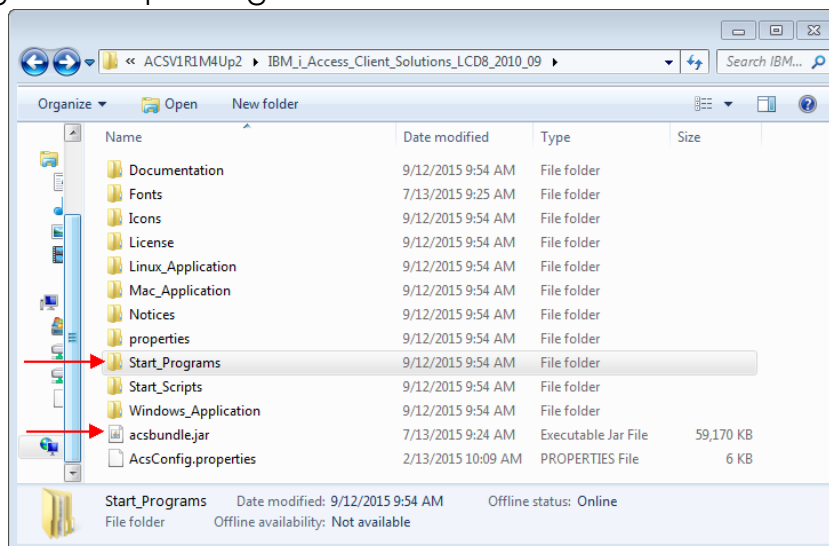 « ACSV1R1M4Up2 ▸ IBM_i_Access_Client_Solutions_LCD8_2010_09 ▸ Search IBM...
Organize Open New folder
Name Date modified Type Size
Documentation 9/12/2015 9:54 AM File folder
Fonts 7/13/2015 9:25 AM File folder
Icons 9/12/2015 9:54 AM File folder
License 9/12/2015 9:54 AM File folder
Linux_Application 9/12/2015 9:54 AM File folder
Mac_Application 9/12/2015 9:54 AM File folder
Notices 9/12/2015 9:54 AM File folder
properties 9/12/2015 9:54 AM File folder
Start_Programs 9/12/2015 9:54 AM File folder
Start_Scripts 9/12/2015 9:54 AM File folder
Windows_Application 9/12/2015 9:54 AM File folder
acsbundle.jar 7/13/2015 9:24 AM Executable Jar File 59,170 KB
AcsConfig.properties 2/13/2015 10:09 AM PROPERTIES File 6 KB
Start_Programs Date modified: 9/12/2015 9:54 AM Offline status: Online
File folder Offline availability: Not available